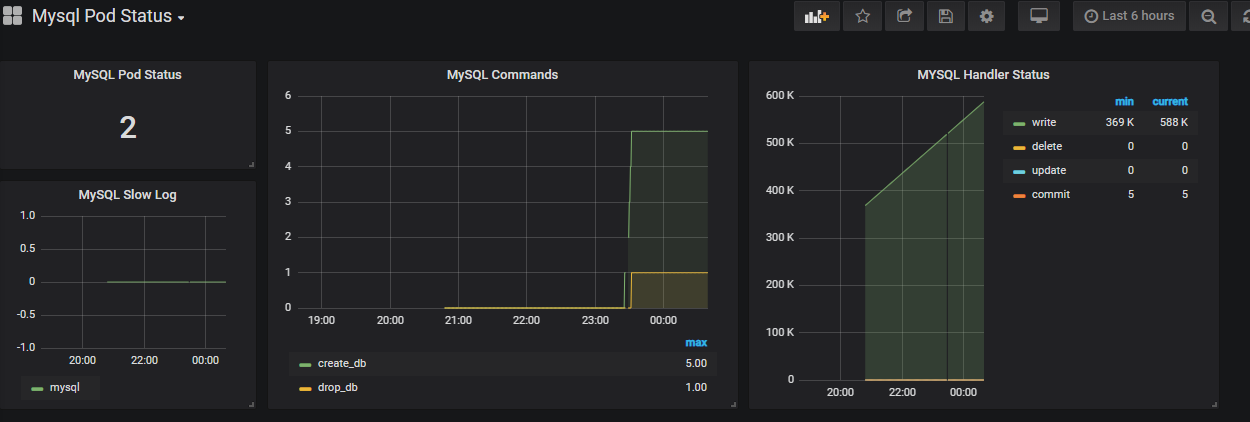 Mysql Pod Status
Last 6 hours
MySQL Pod Status
2
MySQL Slow Log
1.0
0.5
0
-0.5
-1.0
20:00 22:00 00:00
mysql
MySQL Commands
6
5
4
3
2
1
0
19:00 20:00 21:00 22:00 23:00 00:00
max
create_db 5.00
drop_db 1.00
MYSQL Handler Status
600 K
500 K
400 K
300 K
200 K
100 K
0
20:00 22:00 00:00
min current
write 369 K 588 K
delete 0 0
update 0 0
commit 5 5